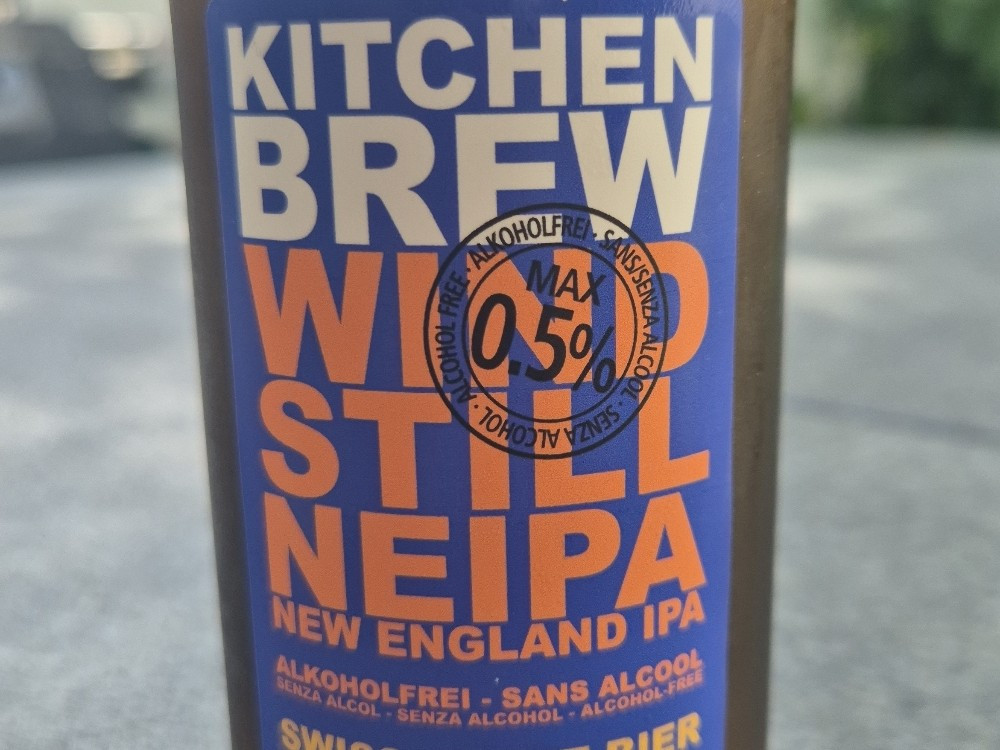 KITCHEN
BREW
WIND
STILL
NEIPA
NEW ENGLAND IPA
ALKOHOLFREI - SANS ALCOOL
SENZA ALCOL - SENZA ALCOHOL - ALCOHOL-FREE
BIER
MAX
0.5%
ALCOHOL FREE · ALKOHOLFREI · SANS/SENZA ALCOOL · SENZA ALCOHOL ·